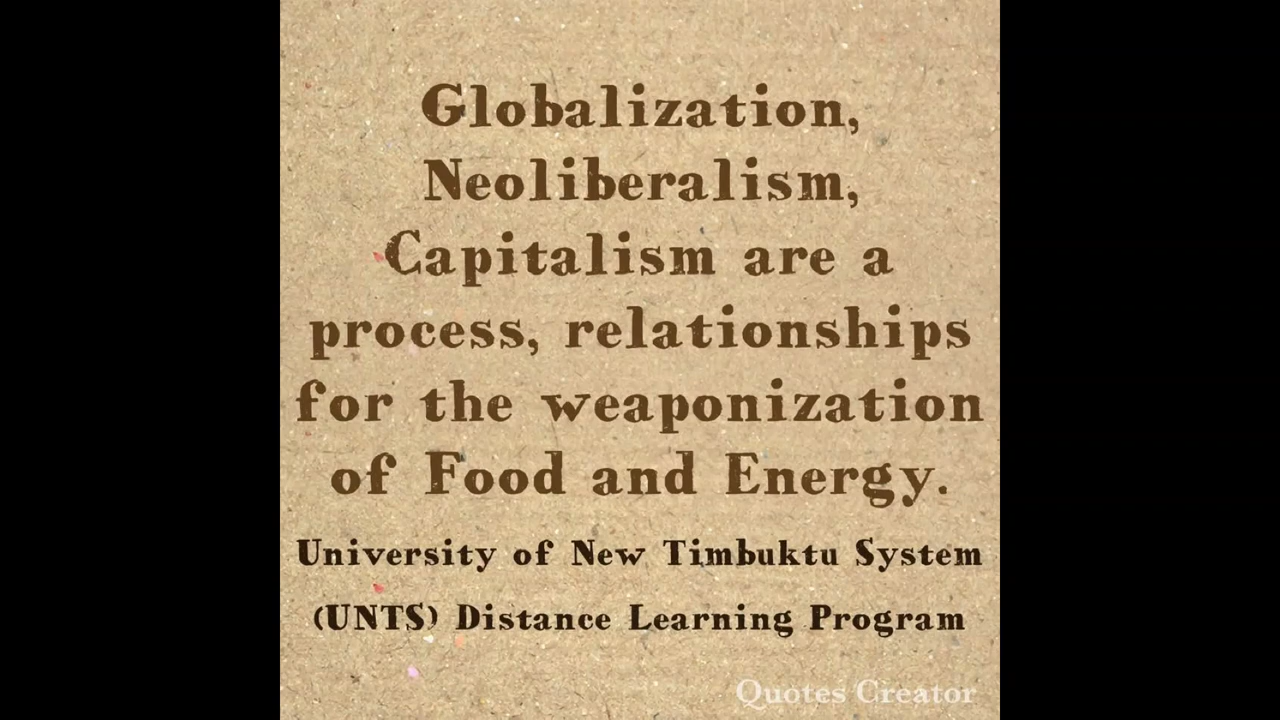 Globalization,
Neoliberalism,
Capitalism are a
process, relationships
for the weaponization
of Food and Energy.
University of New Timbuktu System
(UNTS) Distance Learning Program
Quotes Creator